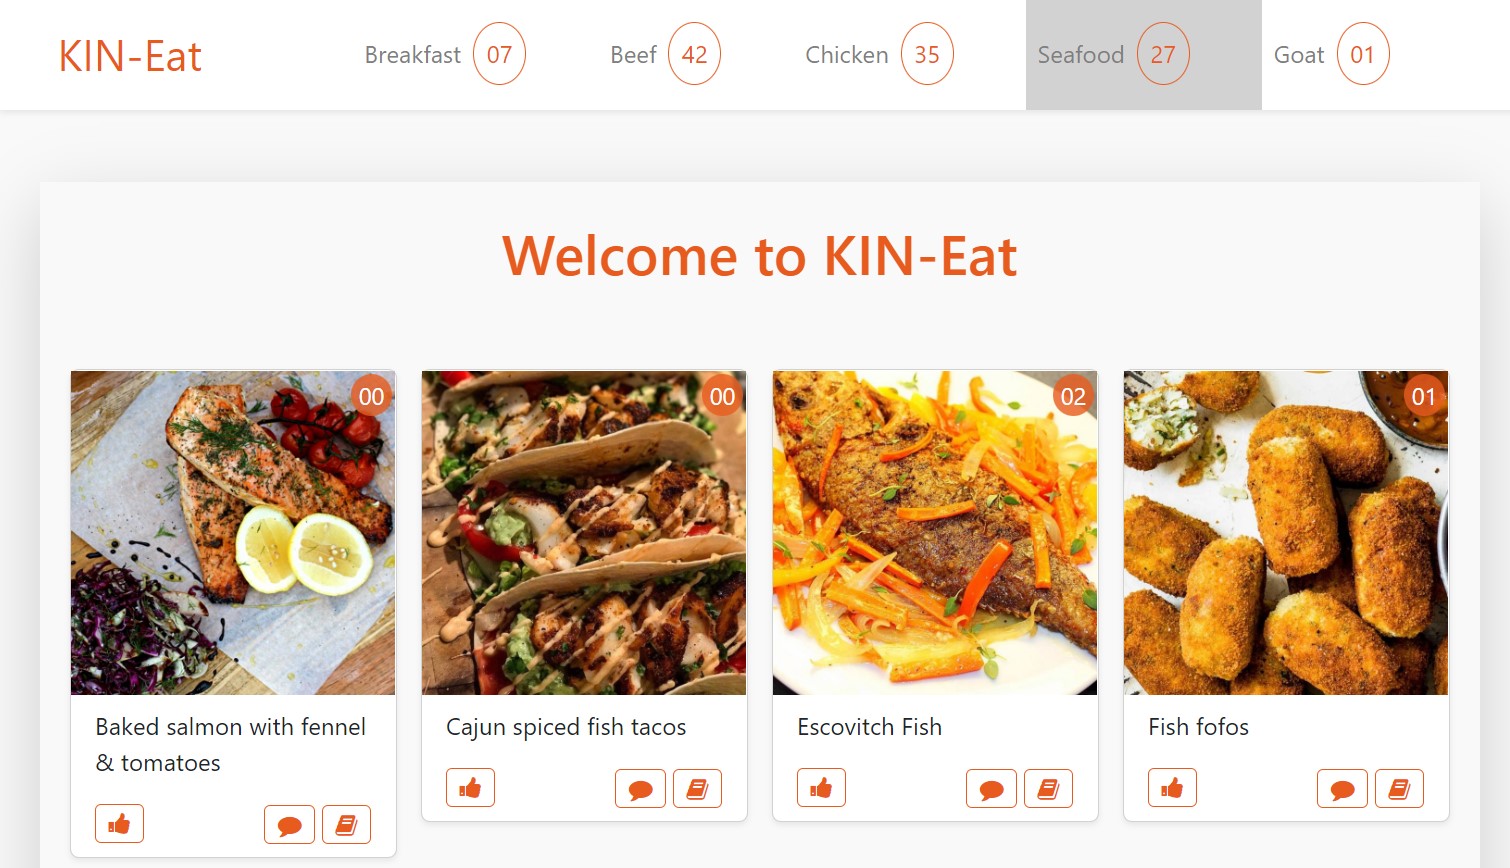 KIN-Eat
Breakfast 07
Beef 42
Chicken 35
Seafood 27
Goat 01
Welcome to KIN-Eat
00
00
02
01
Baked salmon with fennel
& tomatoes
Cajun spiced fish tacos
Escovitch Fish
Fish fofos